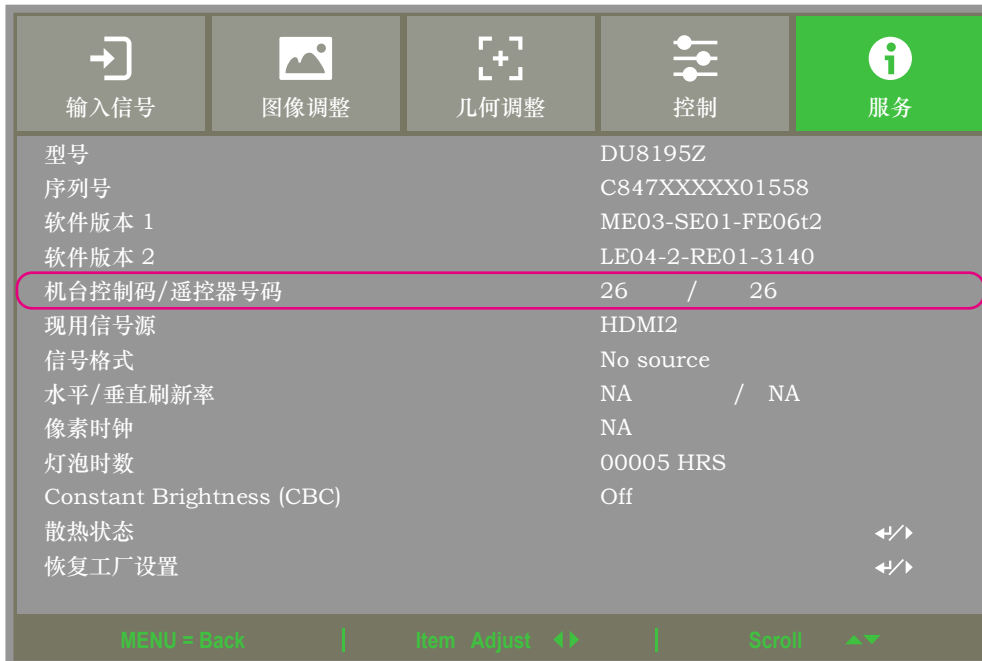 输入信号 图像调整 几何调整 控制 服务
型号 DU8195Z
序列号 C847XXXXX01558
软件版本 1 ME03-SE01-FE06t2
软件版本 2 LE04-2-RE01-3140
机台控制码/遥控器号码 26 / 26
现用信号源 HDMI2
信号格式 No source
水平/垂直刷新率 NA / NA
像素时钟 NA
灯泡时数 00005 HRS
Constant Brightness (CBC) Off
散热状态
恢复工厂设置
MENU = Back | Item Adjust | Scroll